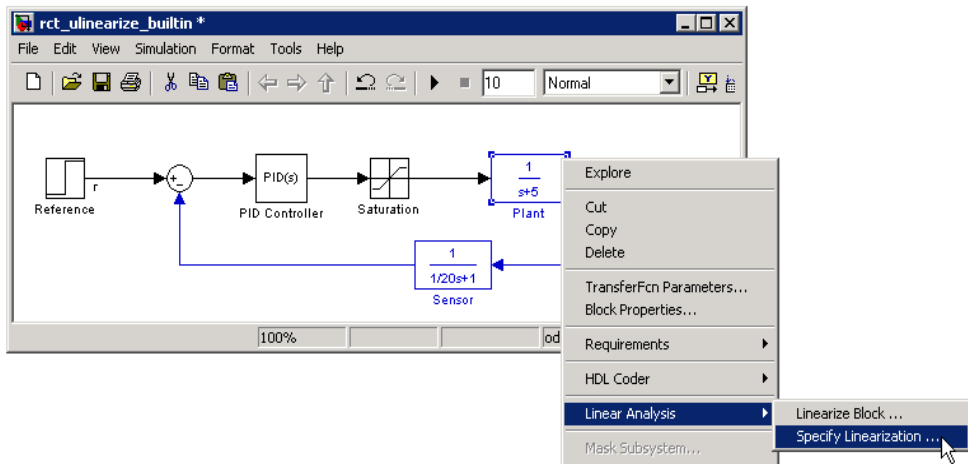 rct_ulinearize_builtin *
File Edit View Simulation Format Tools Help
10 Normal
r
Reference
+
-
PID(s)
PID Controller
Saturation
1
s+5
Plant
1
1/20s+1
Sensor
100%
od
Explore
Cut
Copy
Delete
TransferFcn Parameters...
Block Properties...
Requirements
HDL Coder
Linear Analysis
Mask Subsystem...
Linearize Block ...
Specify Linearization ...